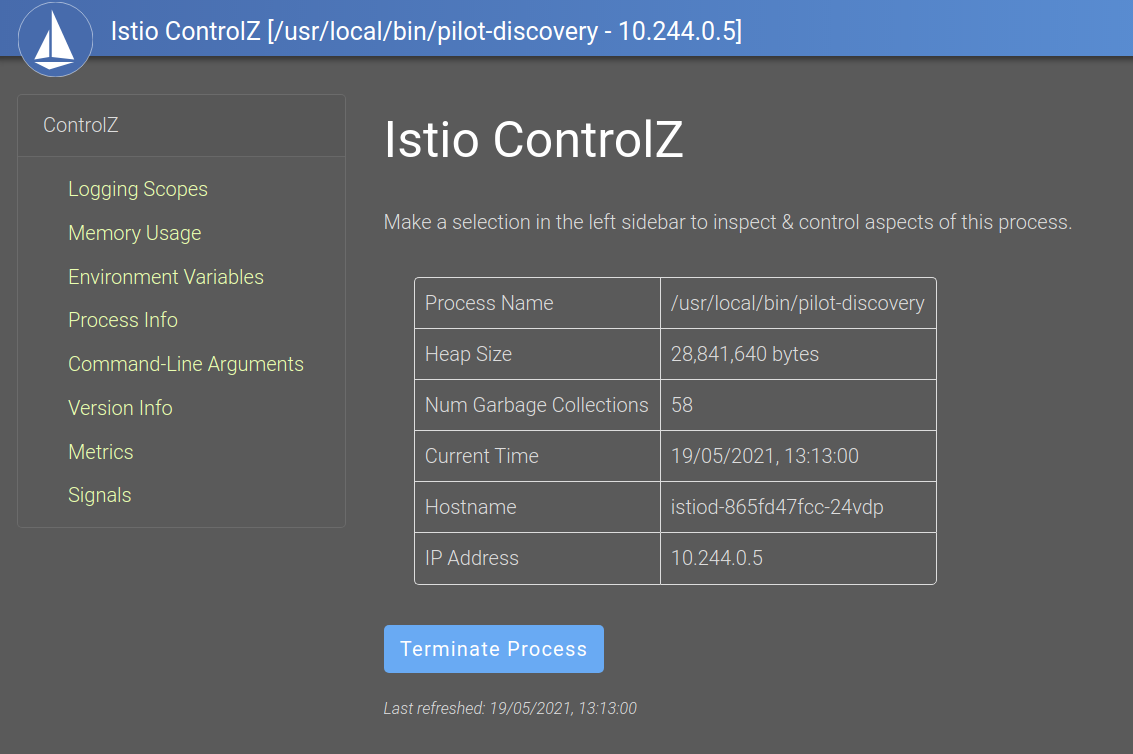 Istio ControlZ [/usr/local/bin/pilot-discovery - 10.244.0.5]
ControlZ
Logging Scopes
Memory Usage
Environment Variables
Process Info
Command-Line Arguments
Version Info
Metrics
Signals
Istio ControlZ
Make a selection in the left sidebar to inspect & control aspects of this process.
Process Name /usr/local/bin/pilot-discovery
Heap Size 28,841,640 bytes
Num Garbage Collections 58
Current Time 19/05/2021, 13:13:00
Hostname istiod-865fd47fcc-24vdp
IP Address 10.244.0.5
Terminate Process
Last refreshed: 19/05/2021, 13:13:00